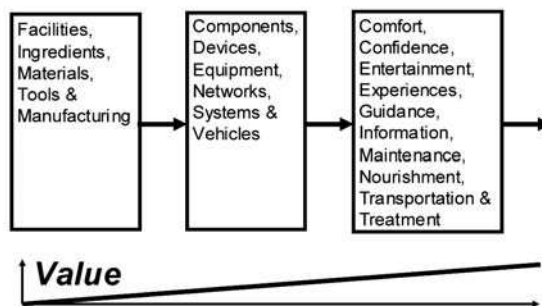 Facilities,
Ingredients,
Materials,
Tools &
Manufacturing
Components,
Devices,
Equipment,
Networks,
Systems &
Vehicles
Comfort,
Confidence,
Entertainment,
Experiences,
Guidance,
Information,
Maintenance,
Nourishment,
Transportation &
Treatment
Value